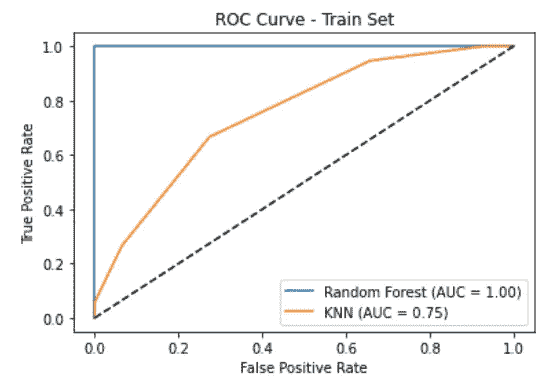 ROC Curve - Train Set
1.0
0.8
0.6
0.4
0.2
0.0
True Positive Rate
Random Forest (AUC = 1.00)
KNN (AUC = 0.75)
0.0 0.2 0.4 0.6 0.8 1.0
False Positive Rate